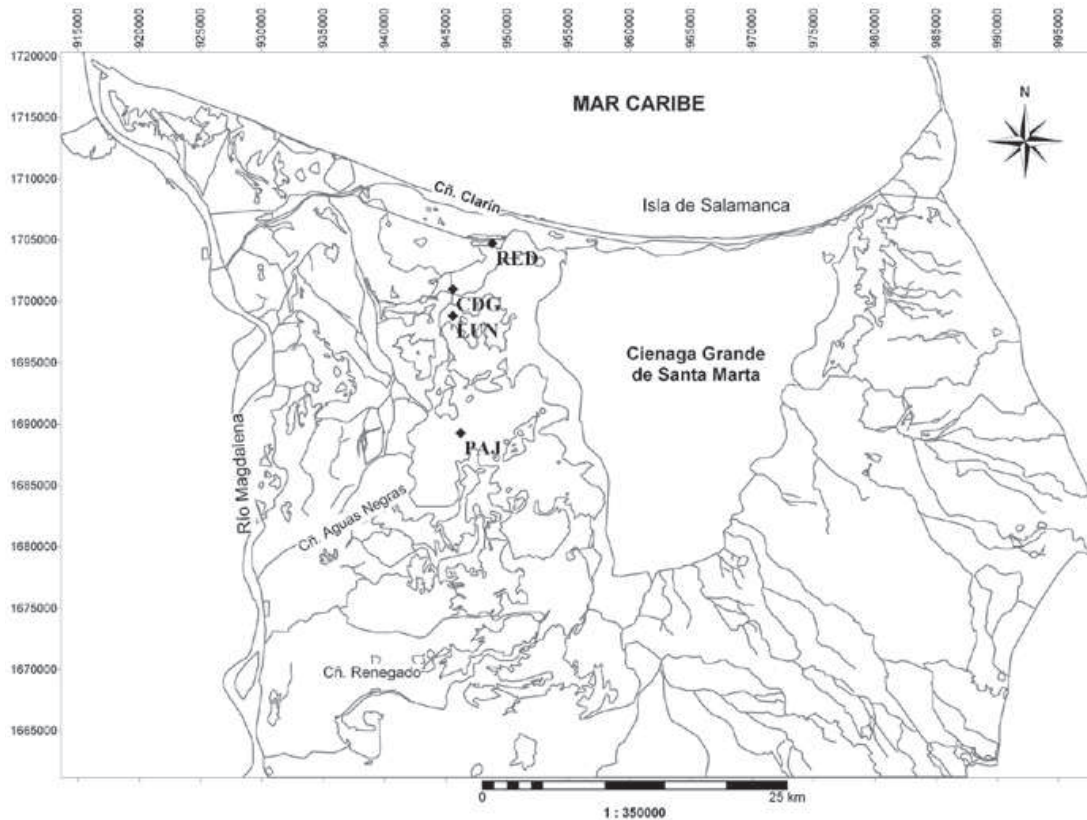 915000
920000
925000
930000
935000
940000
945000
950000
955000
960000
965000
970000
975000
980000
985000
990000
995000
1720000
1715000
1710000
1705000
1700000
1695000
1690000
1685000
1680000
1675000
1670000
1665000
MAR CARIBE
N
Cñ. Clarín
Isla de Salamanca
RED
CDG
LUN
Cienaga Grande
de Santa Marta
Río Magdalena
PAJ
Cñ. Aguas Negras
Cñ. Renegado
0
25 km
1 : 350000